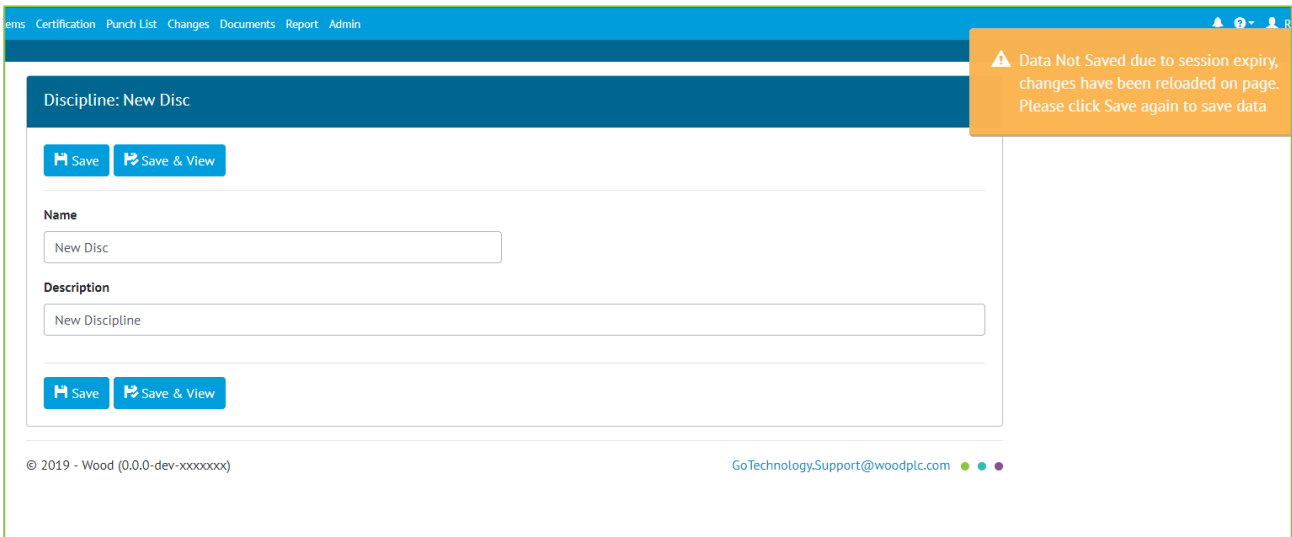 Certification Punch List Changes Documents Report Admin
Data Not Saved due to session expiry,
changes have been reloaded on page.
Please click Save again to save data
Discipline: New Disc
Save Save & View
Name
New Disc
Description
New Discipline
Save Save & View
© 2019 - Wood (0.0.0-dev-xxxxxxx) GoTechnology.Support@woodplc.com